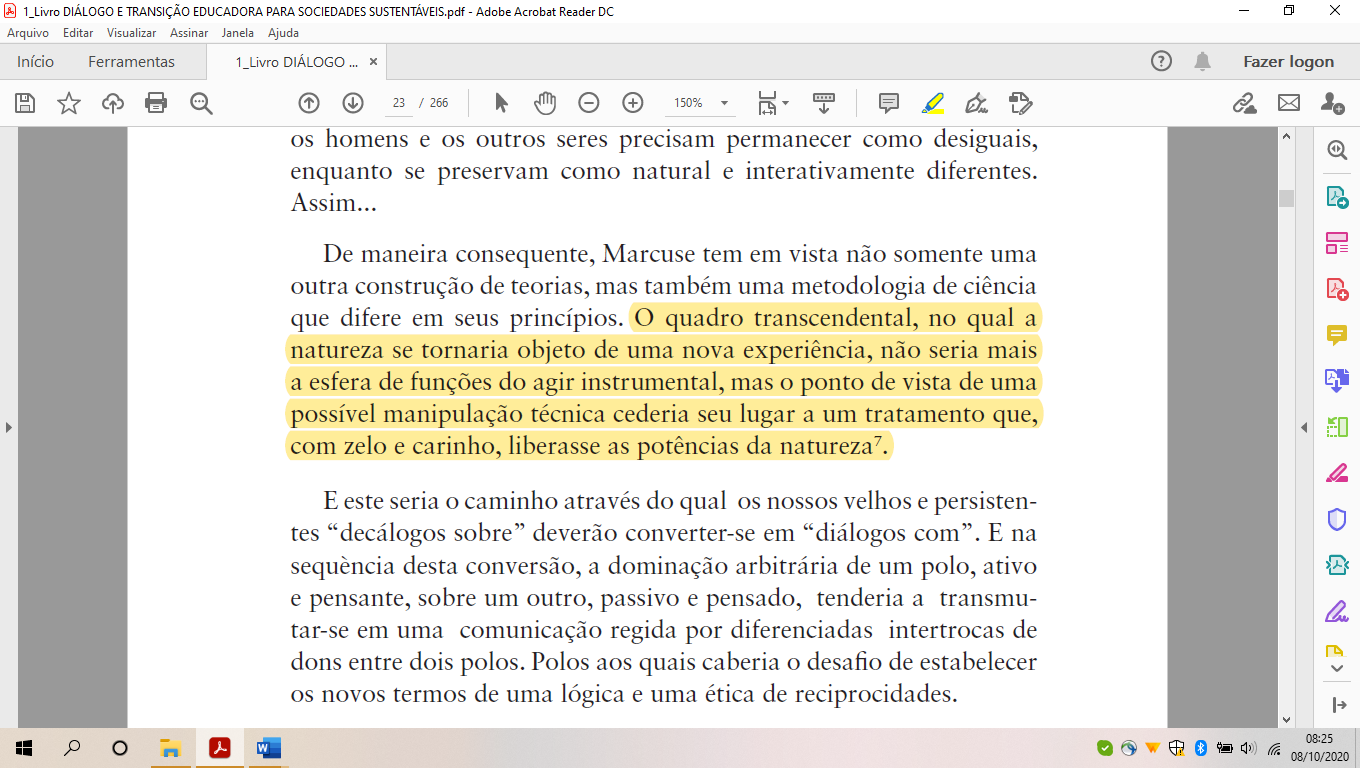 1_Livro DIÁLOGO E TRANSIÇÃO EDUCADORA PARA SOCIEDADES SUSTENTÁVEIS.pdf - Adobe Acrobat Reader DC
Arquivo Editar Visualizar Assinar Janela Ajuda
Início Ferramentas 1_Livro DIÁLOGO ... × Fazer logon
23 / 266 150%
os homens e os outros seres precisam permanecer como desiguais,
enquanto se preservam como natural e interativamente diferentes.
Assim...
De maneira consequente, Marcuse tem em vista não somente uma
outra construção de teorias, mas também uma metodologia de ciência
que difere em seus princípios. O quadro transcendental, no qual a
natureza se tornaria objeto de uma nova experiência, não seria mais
a esfera de funções do agir instrumental, mas o ponto de vista de uma
possível manipulação técnica cederia seu lugar a um tratamento que,
com zelo e carinho, liberasse as potências da natureza⁷.
E este seria o caminho através do qual os nossos velhos e persisten-
tes “decálogos sobre” deverão converter-se em “diálogos com”. E na
sequència desta conversão, a dominação arbitrária de um polo, ativo
e pensante, sobre um outro, passivo e pensado, tenderia a transmu-
tar-se em uma comunicação regida por diferenciadas intertrocas de
dons entre dois polos. Polos aos quais caberia o desafio de estabelecer
os novos termos de uma lógica e uma ética de reciprocidades.
08:25
08/10/2020